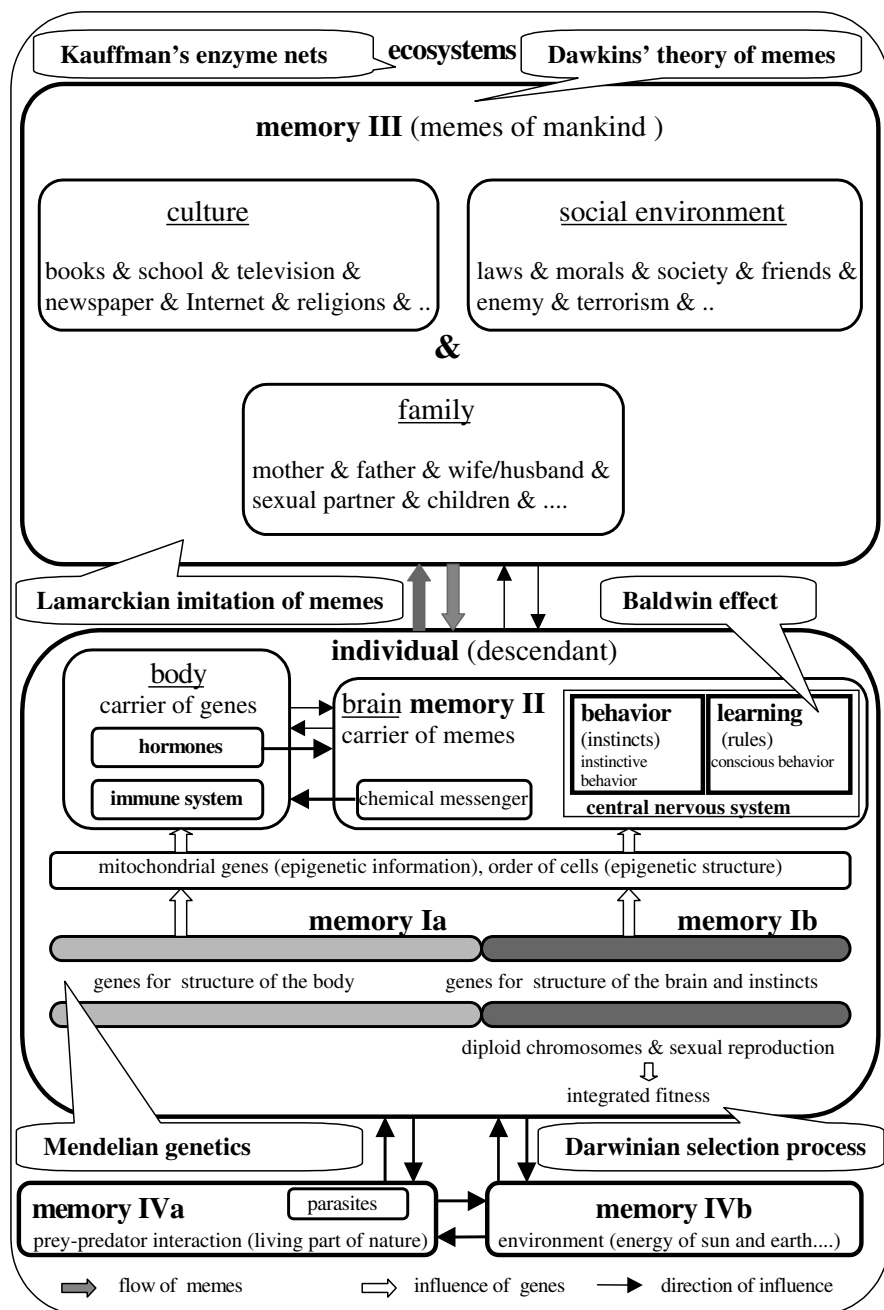 Kauffman's enzyme nets
ecosystems
Dawkins' theory of memes
memory III (memes of mankind )
culture
books & school & television &
newspaper & Internet & religions & ..
social environment
laws & morals & society & friends &
enemy & terrorism & ..
&
family
mother & father & wife/husband &
sexual partner & children & ....
Lamarckian imitation of memes
Baldwin effect
individual (descendant)
body
carrier of genes
hormones
immune system
brain memory II
carrier of memes
chemical messenger
behavior
(instincts)
instinctive
behavior
learning
(rules)
conscious behavior
central nervous system
mitochondrial genes (epigenetic information), order of cells (epigenetic structure)
memory Ia
memory Ib
genes for structure of the body
genes for structure of the brain and instincts
diploid chromosomes & sexual reproduction
integrated fitness
Mendelian genetics
Darwinian selection process
memory IVa
parasites
prey-predator interaction (living part of nature)
memory IVb
environment (energy of sun and earth....)
flow of memes
influence of genes
direction of influence